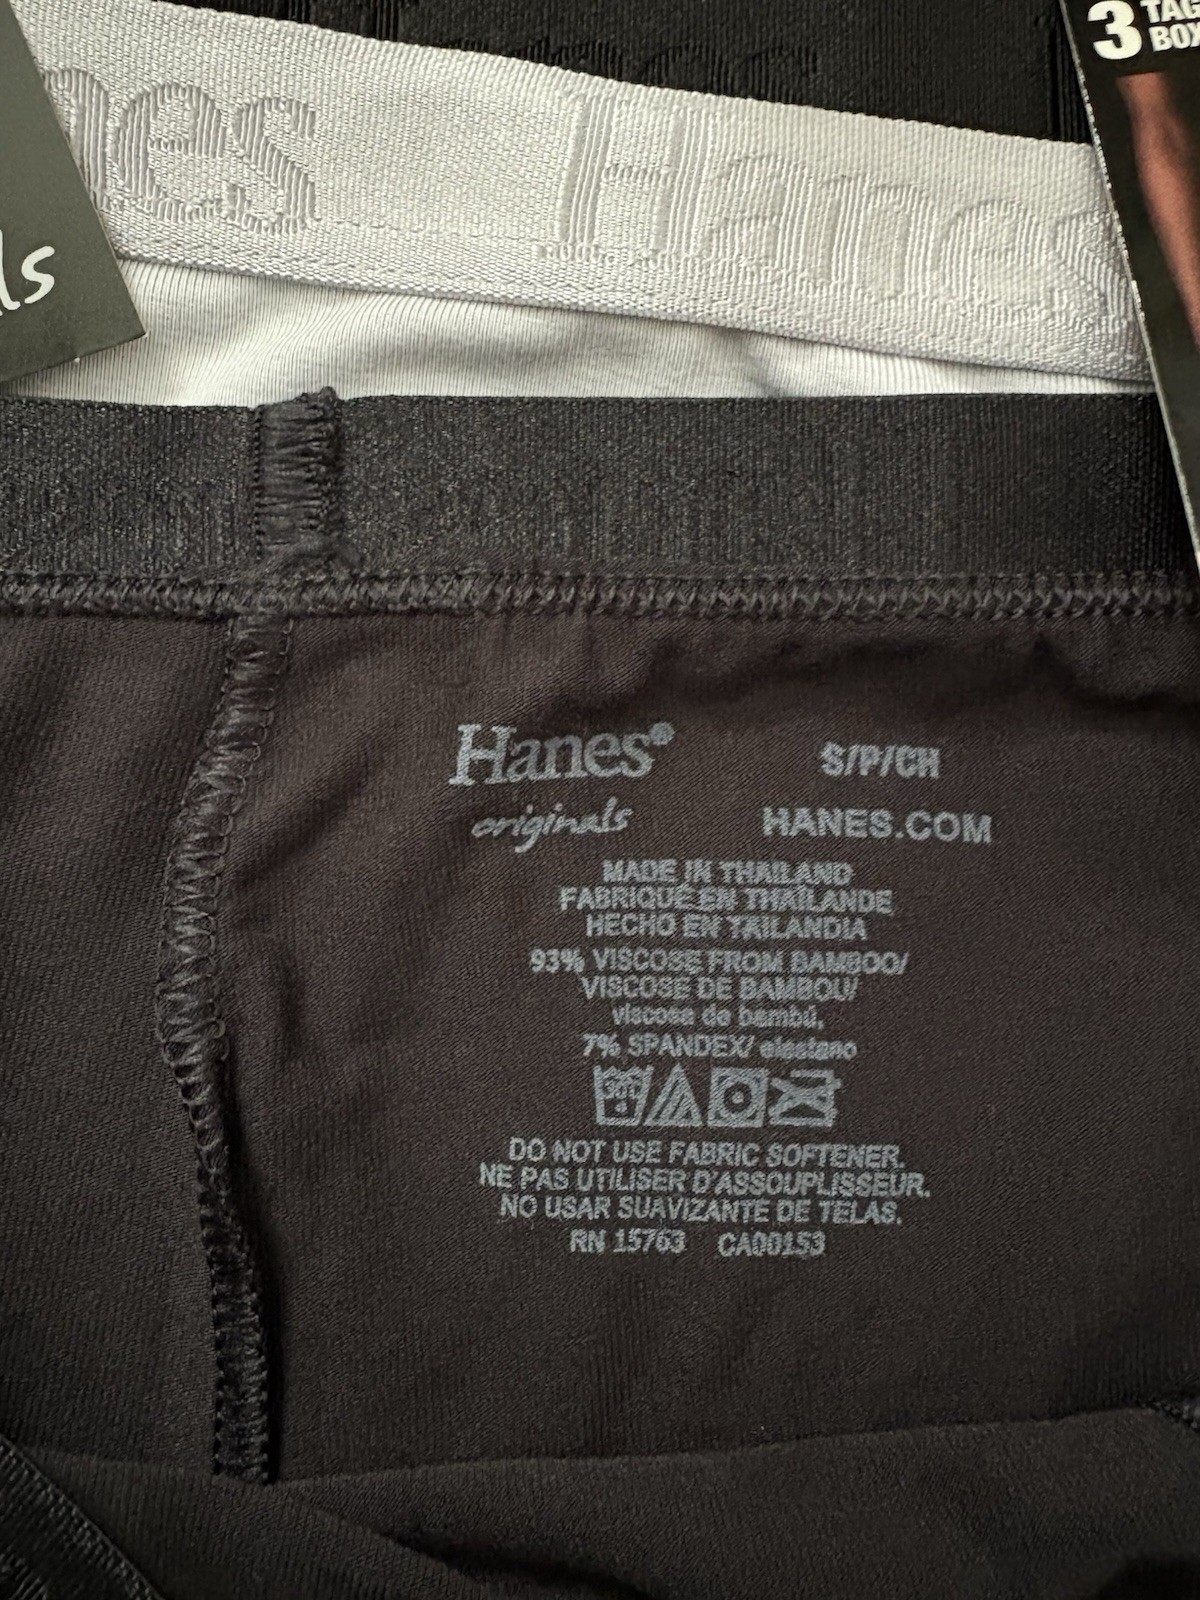 3 TAG
BOX
nes Hanes
ls
Hanes® S/P/CH
originals HANES.COM
MADE IN THAILAND
FABRIQUÉ EN THAÏLANDE
HECHO EN TAILANDIA
93% VISCOSE FROM BAMBOO/
VISCOSE DE BAMBOU/
viscosa de bambú,
7% SPANDEX/ elastano
DO NOT USE FABRIC SOFTENER.
NE PAS UTILISER D'ASSOUPLISSEUR.
NO USAR SUAVIZANTE DE TELAS.
RN 15763 CA00153